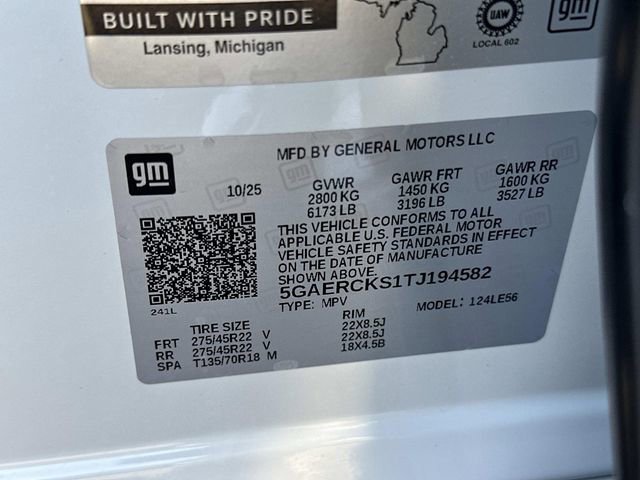 BUILT WITH PRIDE
Lansing, Michigan
UAW
LOCAL 602
gm
MFD BY GENERAL MOTORS LLC
gm
10/25
GVWR
2800 KG
6173 LB
GAWR FRT
1450 KG
3196 LB
GAWR RR
1600 KG
3527 LB
THIS VEHICLE CONFORMS TO ALL
APPLICABLE U.S. FEDERAL MOTOR
VEHICLE SAFETY STANDARDS IN EFFECT
ON THE DATE OF MANUFACTURE
SHOWN ABOVE.
5GAERCKS1TJ194582
TYPE: MPV MODEL: 124LE56
241L
TIRE SIZE RIM
FRT 275/45R22 V 22X8.5J
RR 275/45R22 V 22X8.5J
SPA T135/70R18 M 18X4.5B